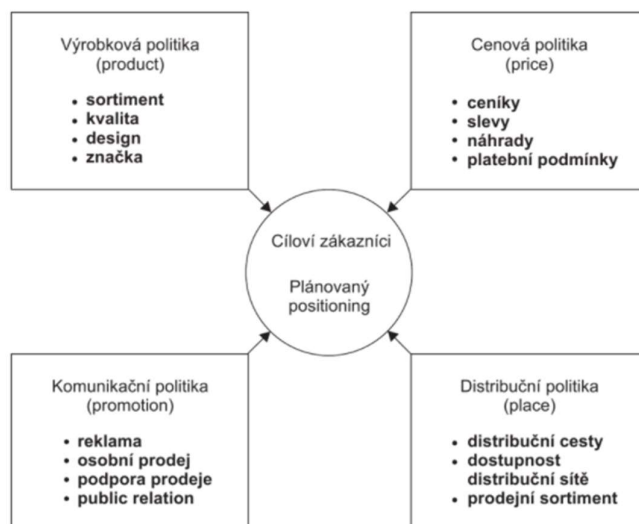 Výrobková politika
(product)
• sortiment
• kvalita
• design
• značka
Cenová politika
(price)
• ceníky
• slevy
• náhrady
• platební podmínky
Cíloví zákazníci
Plánovaný
positioning
Komunikační politika
(promotion)
• reklama
• osobní prodej
• podpora prodeje
• public relation
Distribuční politika
(place)
• distribuční cesty
• dostupnost
distribuční sítě
• prodejní sortiment